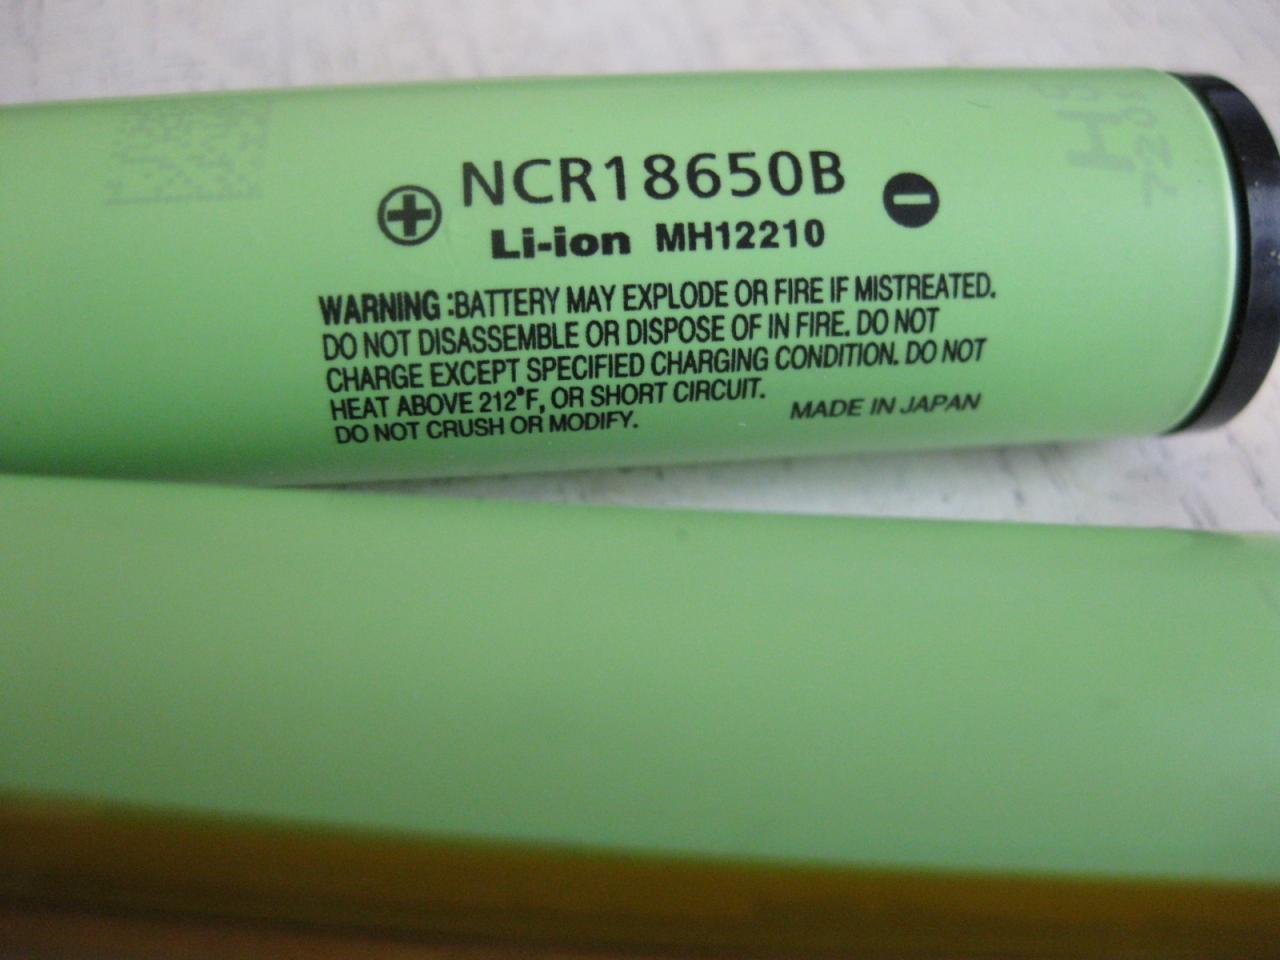 NCR18650B
Li-ion MH12210
WARNING :BATTERY MAY EXPLODE OR FIRE IF MISTREATED.
DO NOT DISASSEMBLE OR DISPOSE OF IN FIRE. DO NOT
CHARGE EXCEPT SPECIFIED CHARGING CONDITION. DO NOT
HEAT ABOVE 212°F, OR SHORT CIRCUIT.
DO NOT CRUSH OR MODIFY.
MADE IN JAPAN